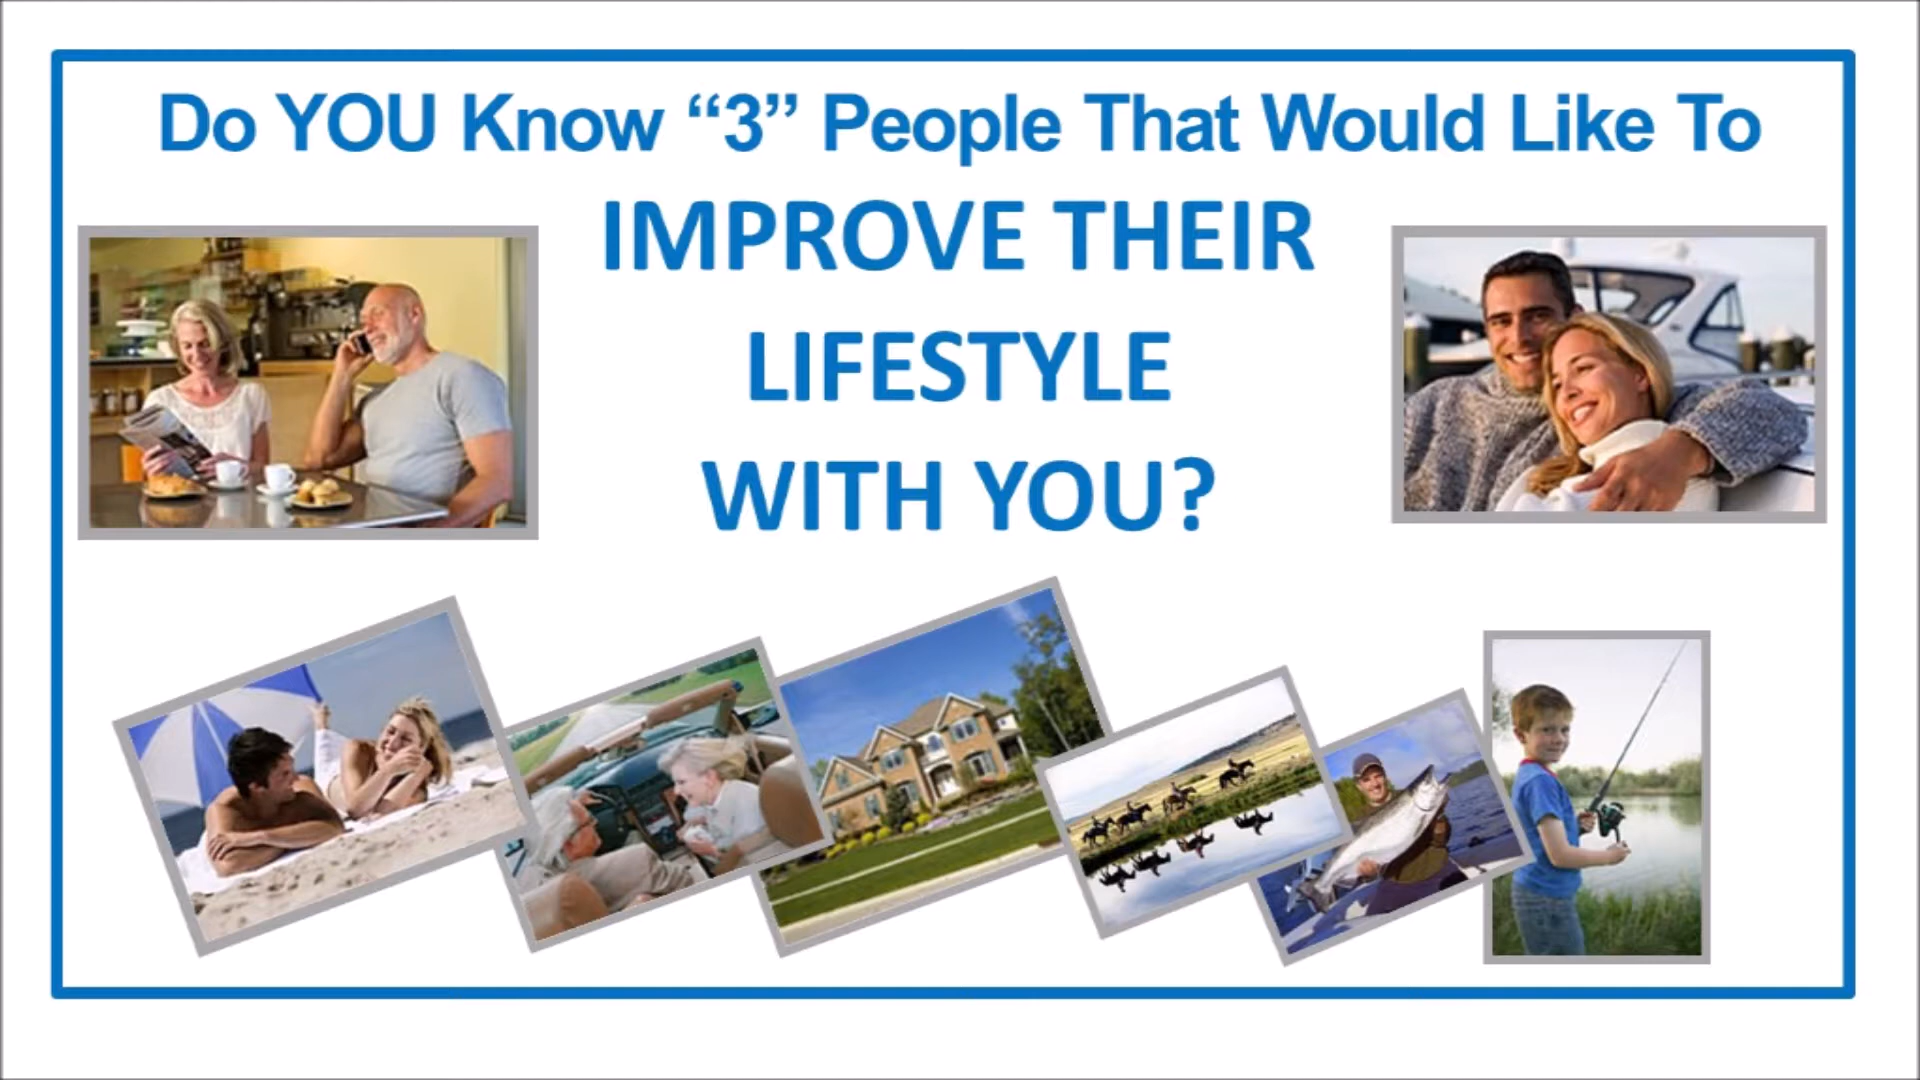 Do YOU Know “3” People That Would Like To
IMPROVE THEIR
LIFESTYLE
WITH YOU?